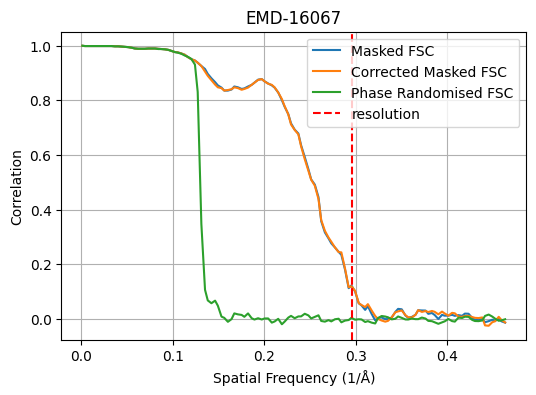 EMD-16067
Masked FSC
Corrected Masked FSC
Phase Randomised FSC
resolution
Correlation
1.0
0.8
0.6
0.4
0.2
0.0
0.0 0.1 0.2 0.3 0.4
Spatial Frequency (1/Å)